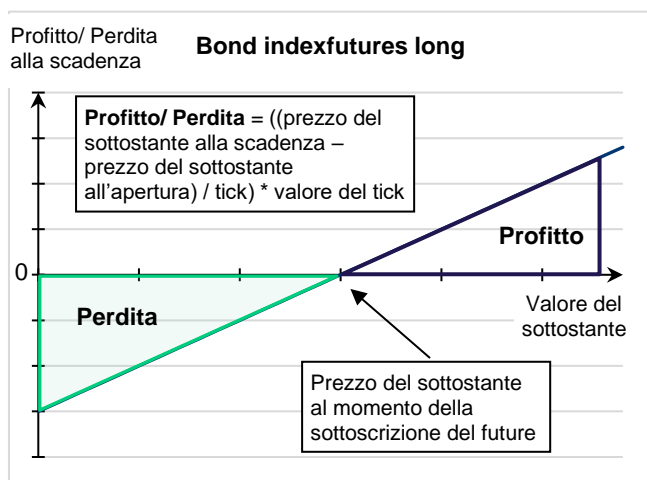 Profitto/ Perdita
alla scadenza
Bond indexfutures long
Profitto/ Perdita = ((prezzo del
sottostante alla scadenza –
prezzo del sottostante
all'apertura) / tick) * valore del tick
Profitto
0
Perdita
Valore del
sottostante
Prezzo del sottostante
al momento della
sottoscrizione del future